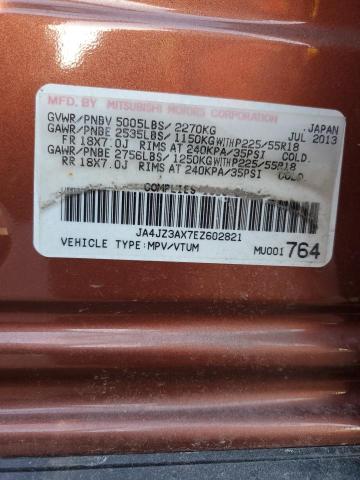 MFD. BY MITSUBISHI MOTORS CORPORATION JAPAN
GVWR/PNBV 5005LBS/2270KG JUL 2013
GAWR/PNBE 2535LBS/1150KG WITH P225/55R18
FR 18X7.0J RIMS AT 240KPA/35PSI COLD.
GAWR/PNBE 2756LBS/1250KG WITH P225/55R18
RR 18X7.0J RIMS AT 240KPA/35PSI COLD.
COMPLIES
JA4JZ3AX7EZ602821
VEHICLE TYPE:MPV/VTUM MU001 764